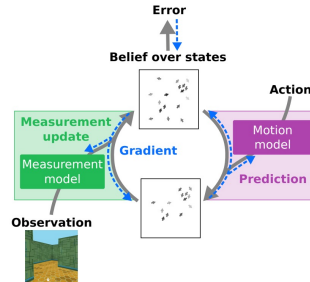 Error
Belief over states
Action
Measurement
update
Motion
model
Gradient
Measurement
model
Prediction
Observation